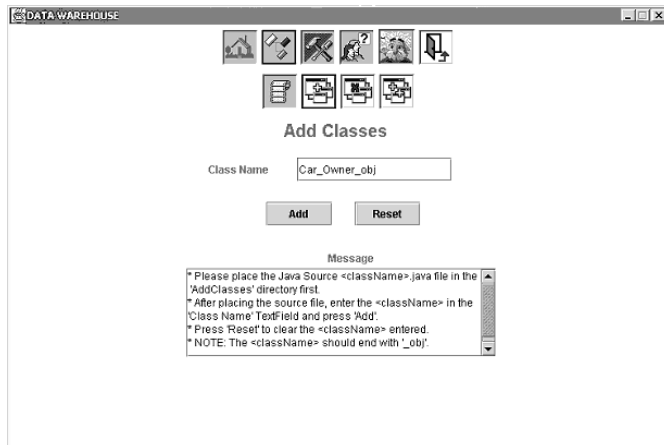 DATA WAREHOUSE
?
Add Classes
Class Name Car_Owner_obj
Add Reset
Message
* Please place the Java Source <className>.java file in the
'AddClasses' directory first.
* After placing the source file, enter the <className> in the
'Class Name' TextField and press 'Add'.
* Press 'Reset' to clear the <className> entered.
* NOTE: The <className> should end with '_obj'.